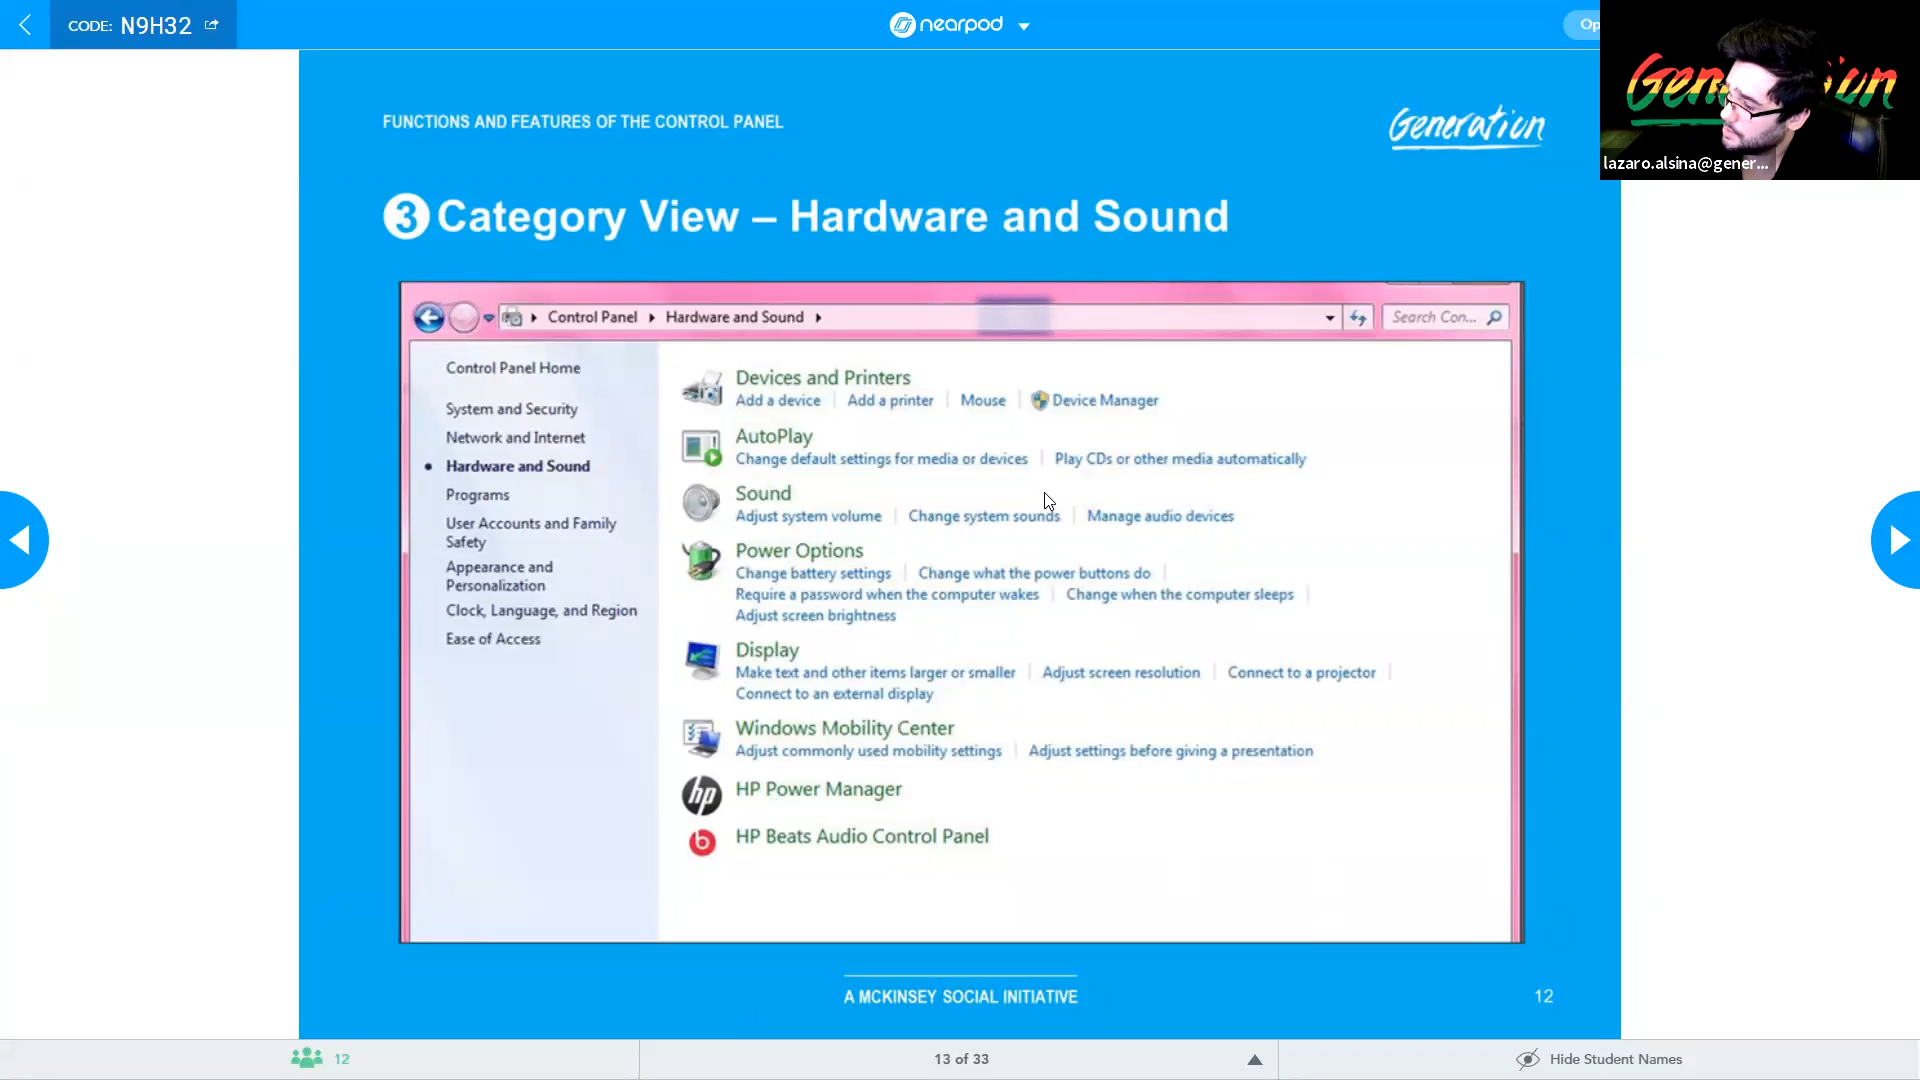 CODE: N9H32
nearpod
Op
Generation
lazaro.alsina@gener...
FUNCTIONS AND FEATURES OF THE CONTROL PANEL
Generation
3 Category View – Hardware and Sound
Control Panel Hardware and Sound
Search Con...
Control Panel Home
System and Security
Network and Internet
Hardware and Sound
Programs
User Accounts and Family
Safety
Appearance and
Personalization
Clock, Language, and Region
Ease of Access
Devices and Printers
Add a device Add a printer Mouse Device Manager
AutoPlay
Change default settings for media or devices Play CDs or other media automatically
Sound
Adjust system volume Change system sounds Manage audio devices
Power Options
Change battery settings Change what the power buttons do
Require a password when the computer wakes Change when the computer sleeps
Adjust screen brightness
Display
Make text and other items larger or smaller Adjust screen resolution Connect to a projector
Connect to an external display
Windows Mobility Center
Adjust commonly used mobility settings Adjust settings before giving a presentation
hp HP Power Manager
b HP Beats Audio Control Panel
A MCKINSEY SOCIAL INITIATIVE
12
12
13 of 33
Hide Student Names